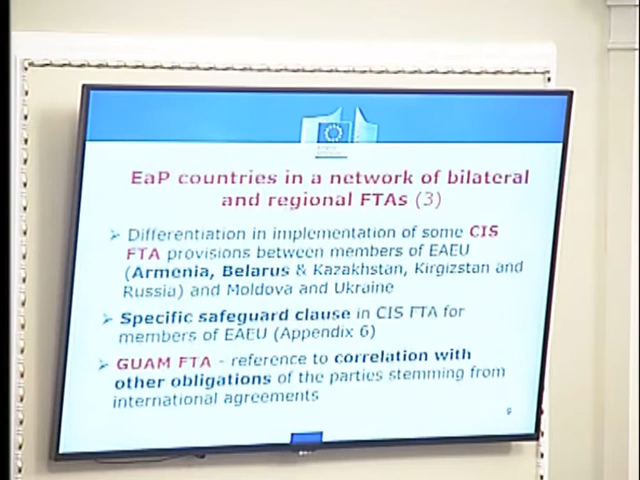 EaP countries in a network of bilateral
and regional FTAs (3)
➢ Differentiation in implementation of some CIS
FTA provisions between members of EAEU
(Armenia, Belarus & Kazakhstan, Kirgizstan and
Russia) and Moldova and Ukraine
➢ Specific safeguard clause in CIS FTA for
members of EAEU (Appendix 6)
➢ GUAM FTA - reference to correlation with
other obligations of the parties stemming from
international agreements